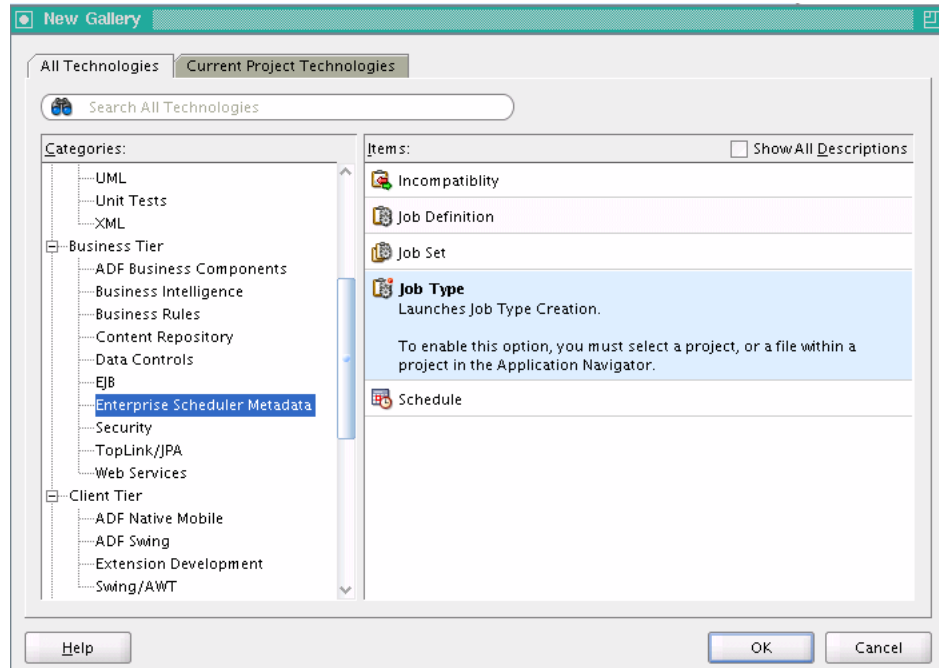 New Gallery
All Technologies
Current Project Technologies
Search All Technologies
Categories:
UML
Unit Tests
XML
Business Tier
ADF Business Components
Business Intelligence
Business Rules
Content Repository
Data Controls
EJB
Enterprise Scheduler Metadata
Security
TopLink/JPA
Web Services
Client Tier
ADF Native Mobile
ADF Swing
Extension Development
Swing/AWT
Items:
Show All Descriptions
Incompatiblity
Job Definition
Job Set
Job Type
Launches Job Type Creation.
To enable this option, you must select a project, or a file within a
project in the Application Navigator.
Schedule
Help
OK
Cancel